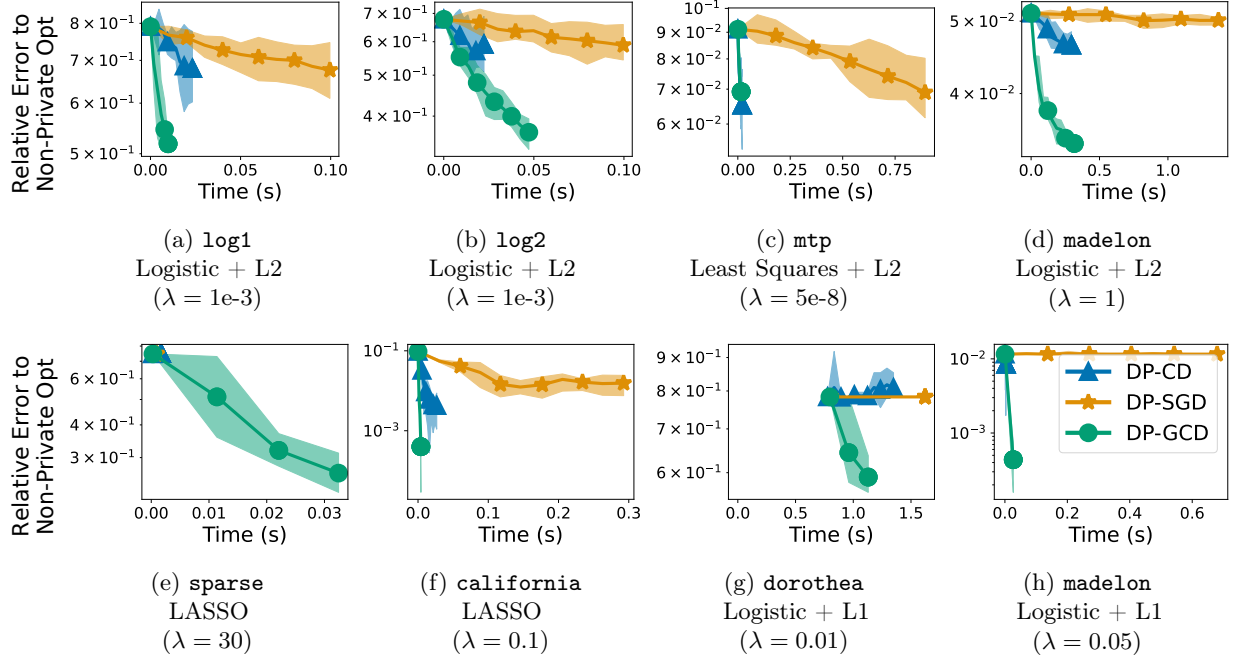 Relative Error to
Non-Private Opt
8 × 10⁻¹
7 × 10⁻¹
6 × 10⁻¹
5 × 10⁻¹
0.00 0.05 0.10
Time (s)
7 × 10⁻¹
6 × 10⁻¹
5 × 10⁻¹
4 × 10⁻¹
0.00 0.05 0.10
Time (s)
10⁻¹
9 × 10⁻²
8 × 10⁻²
7 × 10⁻²
6 × 10⁻²
0.00 0.25 0.50 0.75
Time (s)
5 × 10⁻²
4 × 10⁻²
0.0 0.5 1.0
Time (s)
(a) log1
Logistic + L2
(λ = 1e-3)
(b) log2
Logistic + L2
(λ = 1e-3)
(c) mtp
Least Squares + L2
(λ = 5e-8)
(d) madelon
Logistic + L2
(λ = 1)
Relative Error to
Non-Private Opt
6 × 10⁻¹
4 × 10⁻¹
3 × 10⁻¹
0.00 0.01 0.02 0.03
Time (s)
10⁻¹
10⁻³
0.0 0.1 0.2 0.3
Time (s)
9 × 10⁻¹
8 × 10⁻¹
7 × 10⁻¹
6 × 10⁻¹
0.0 0.5 1.0 1.5
Time (s)
10⁻²
10⁻³
0.0 0.2 0.4 0.6
Time (s)
DP-CD
DP-SGD
DP-GCD
(e) sparse
LASSO
(λ = 30)
(f) california
LASSO
(λ = 0.1)
(g) dorothea
Logistic + L1
(λ = 0.01)
(h) madelon
Logistic + L1
(λ = 0.05)